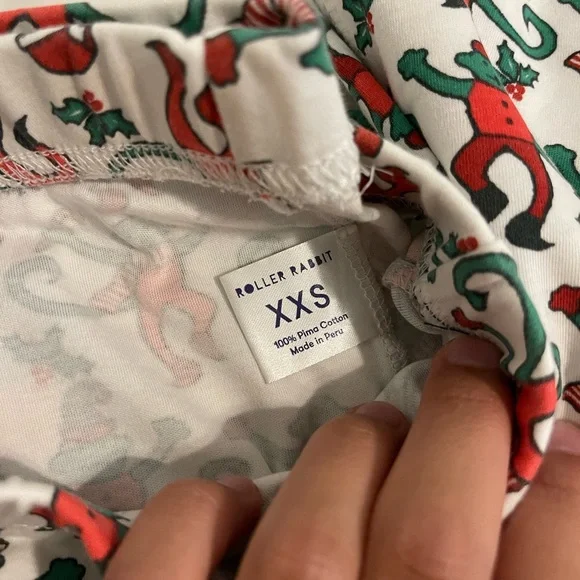 ROLLER RABBIT
XXS
100% Pima Cotton
Made in Peru